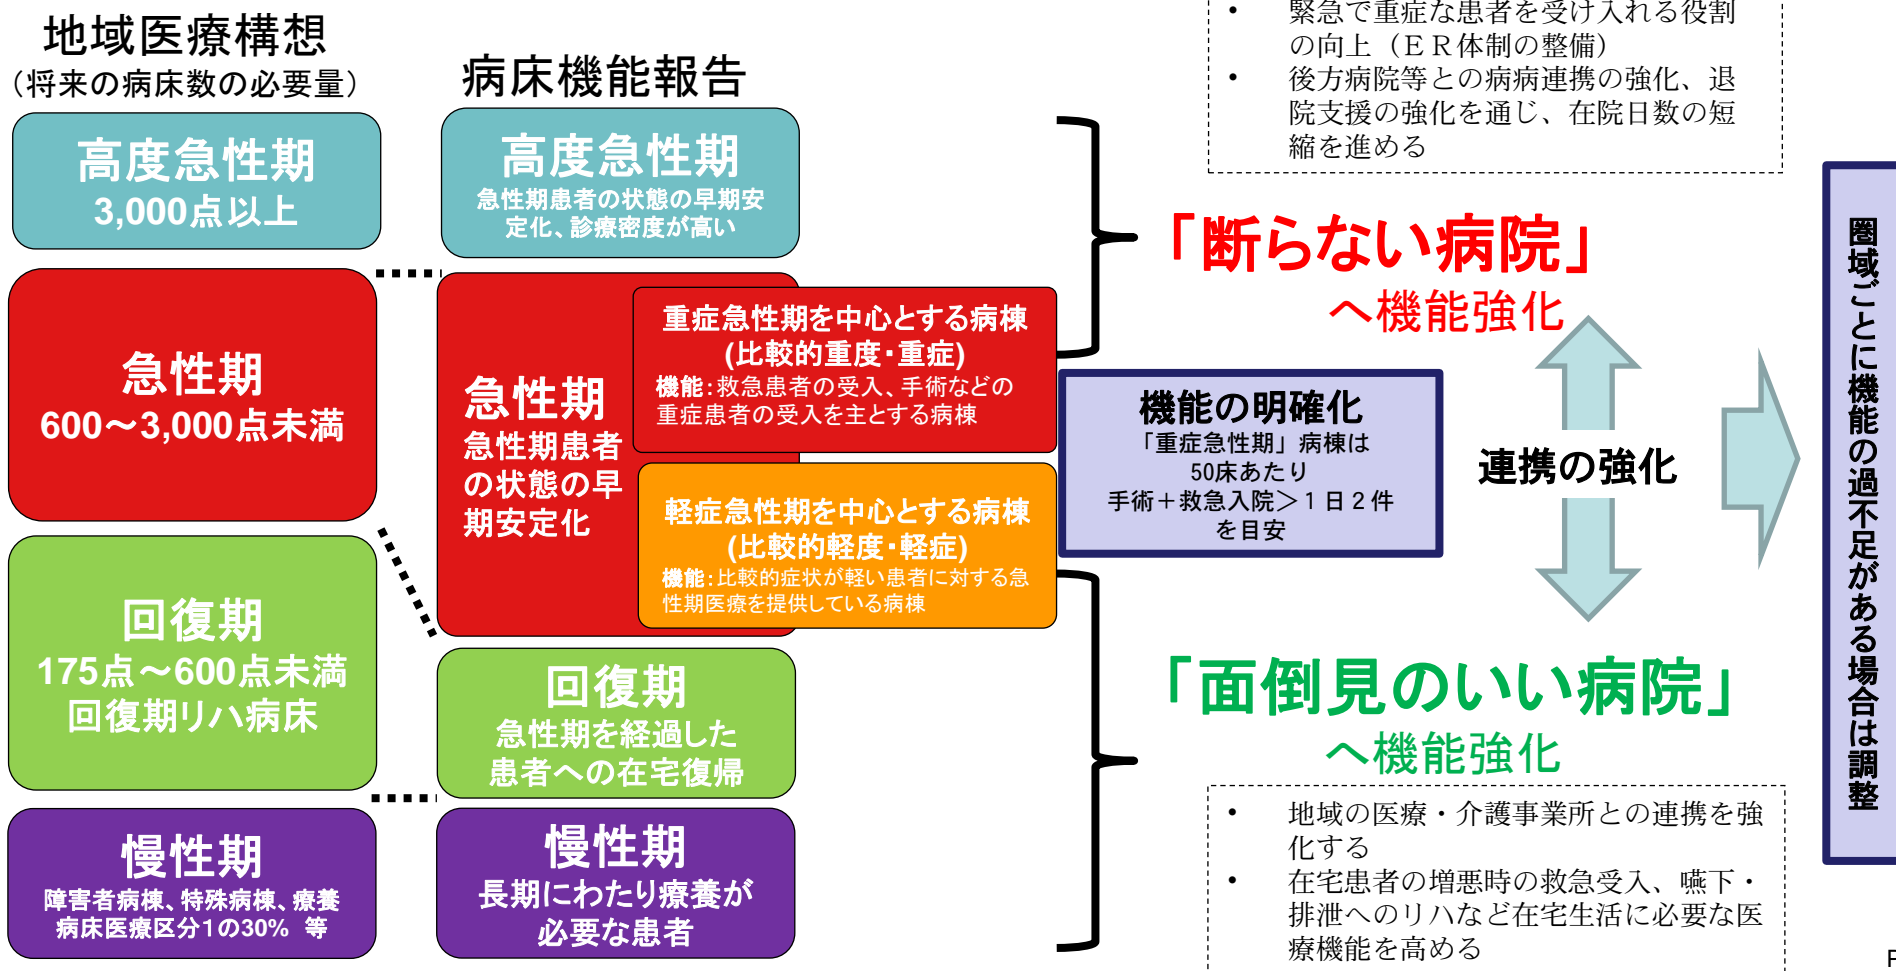 地域医療構想
（将来の病床数の必要量）
高度急性期
3,000点以上
急性期
600～3,000点未満
回復期
175点～600点未満
回復期リハ病床
慢性期
障害者病棟、特殊病棟、療養
病床医療区分1の30% 等
病床機能報告
高度急性期
急性期患者の状態の早期安
定化、診療密度が高い
急性期
急性期患者
の状態の早
期安定化
重症急性期を中心とする病棟
(比較的重度・重症)
機能：救急患者の受入、手術などの
重症患者の受入を主とする病棟
軽症急性期を中心とする病棟
(比較的軽度・軽症)
機能：比較的症状が軽い患者に対する急
性期医療を提供している病棟
回復期
急性期を経過した
患者への在宅復帰
慢性期
長期にわたり療養が
必要な患者
• 緊急で重症な患者を受け入れる役割
の向上（ＥＲ体制の整備）
• 後方病院等との病病連携の強化、退
院支援の強化を通じ、在院日数の短
縮を進める
「断らない病院」
へ機能強化
機能の明確化
「重症急性期」病棟は
50床あたり
手術＋救急入院＞１日２件
を目安
連携の強化
「面倒見のいい病院」
へ機能強化
• 地域の医療・介護事業所との連携を強
化する
• 在宅患者の増悪時の救急受入、嚥下・
排泄へのリハなど在宅生活に必要な医
療機能を高める
圏域ごとに機能の過不足がある場合は調整